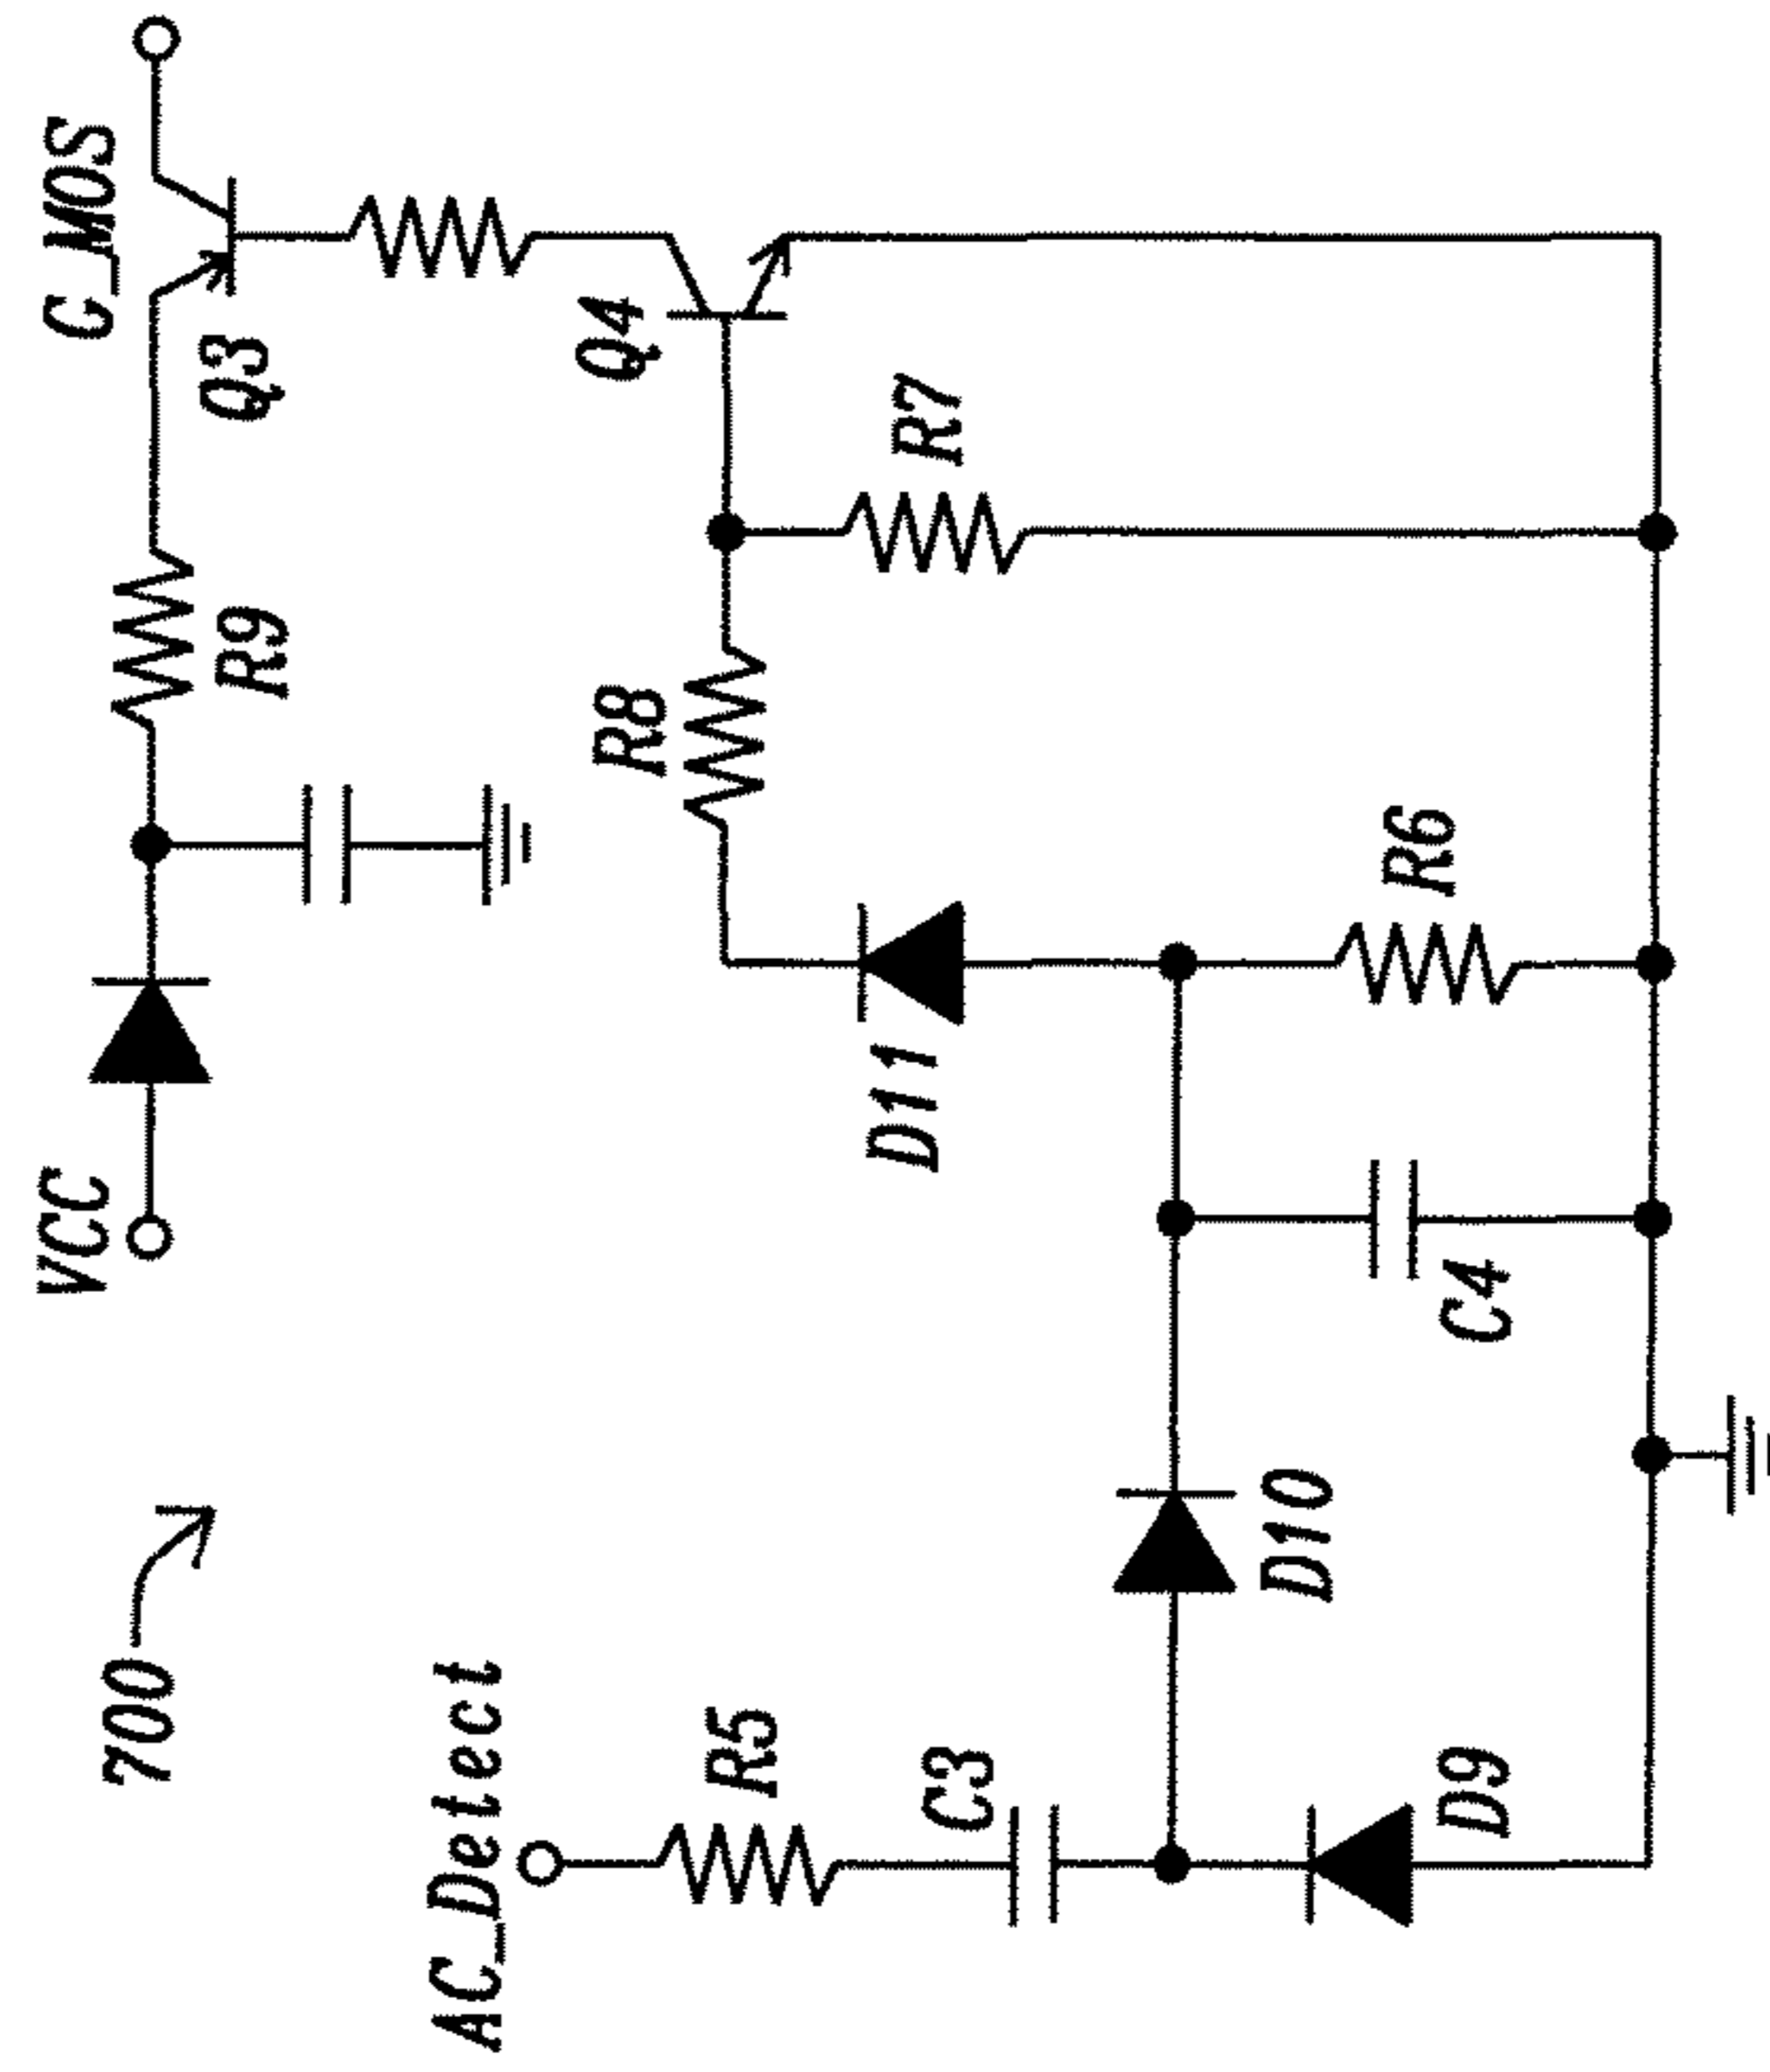 700
VCC
C_MOS
R9
Q3
AC_Detect
R5
C3
D9
D10
C4
D11
R6
R8
R7
Q4